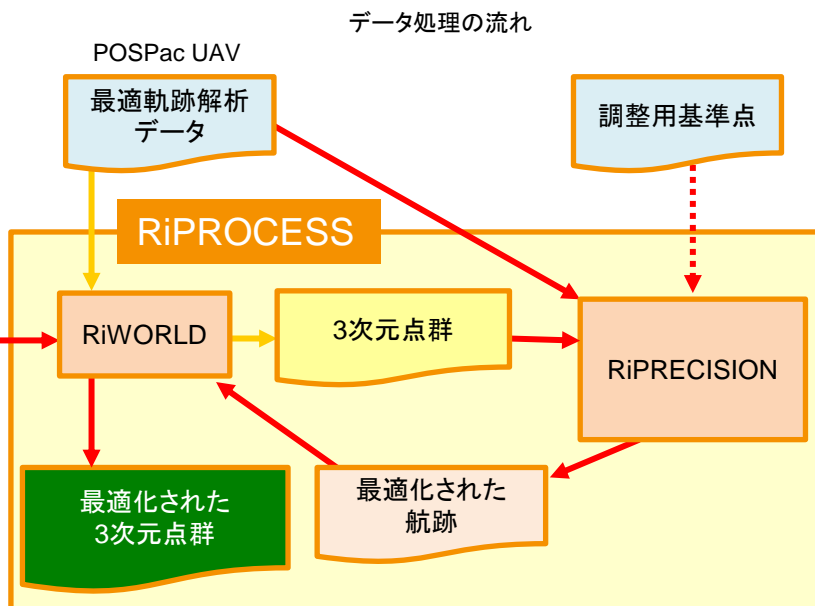 データ処理の流れ
POSPac UAV
最適軌跡解析
データ
調整用基準点
RiPROCESS
RiWORLD
3次元点群
RiPRECISION
最適化された
3次元点群
最適化された
航跡